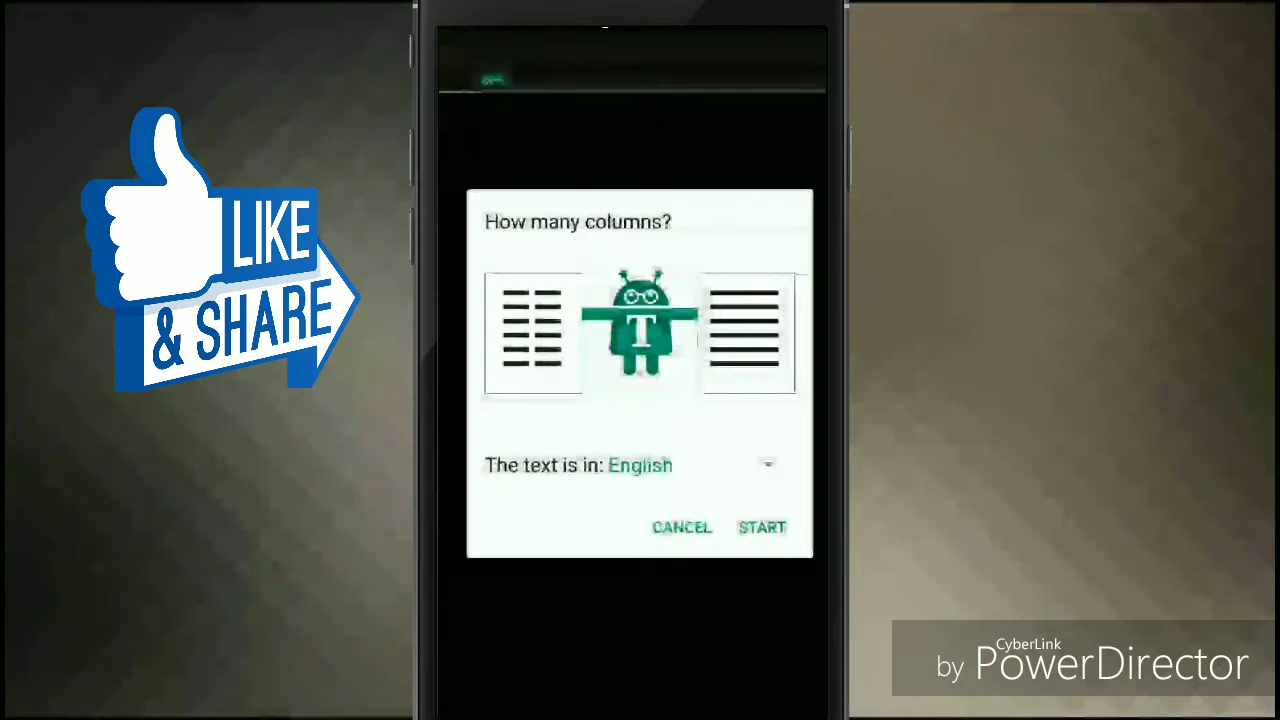 LIKE
& SHARE
How many columns?
T
The text is in: English
CANCEL START
CyberLink
by PowerDirector